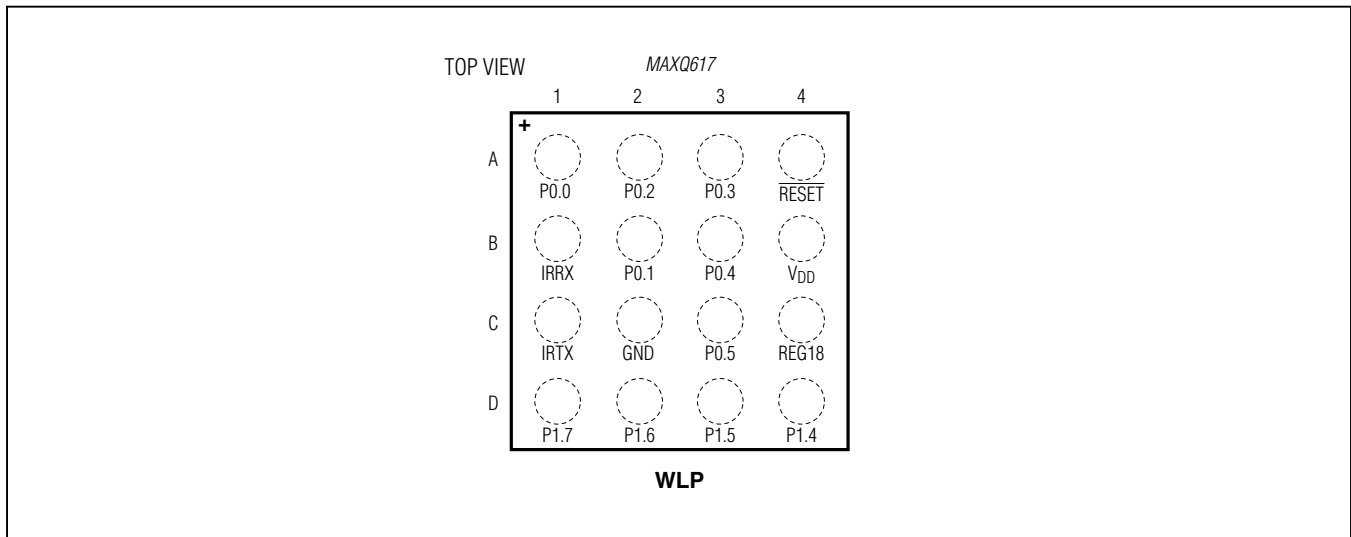 TOP VIEW MAXQ617
1 2 3 4
+
A
P0.0 P0.2 P0.3 RESET
B
IRRX P0.1 P0.4 VDD
C
IRTX GND P0.5 REG18
D
P1.7 P1.6 P1.5 P1.4
WLP